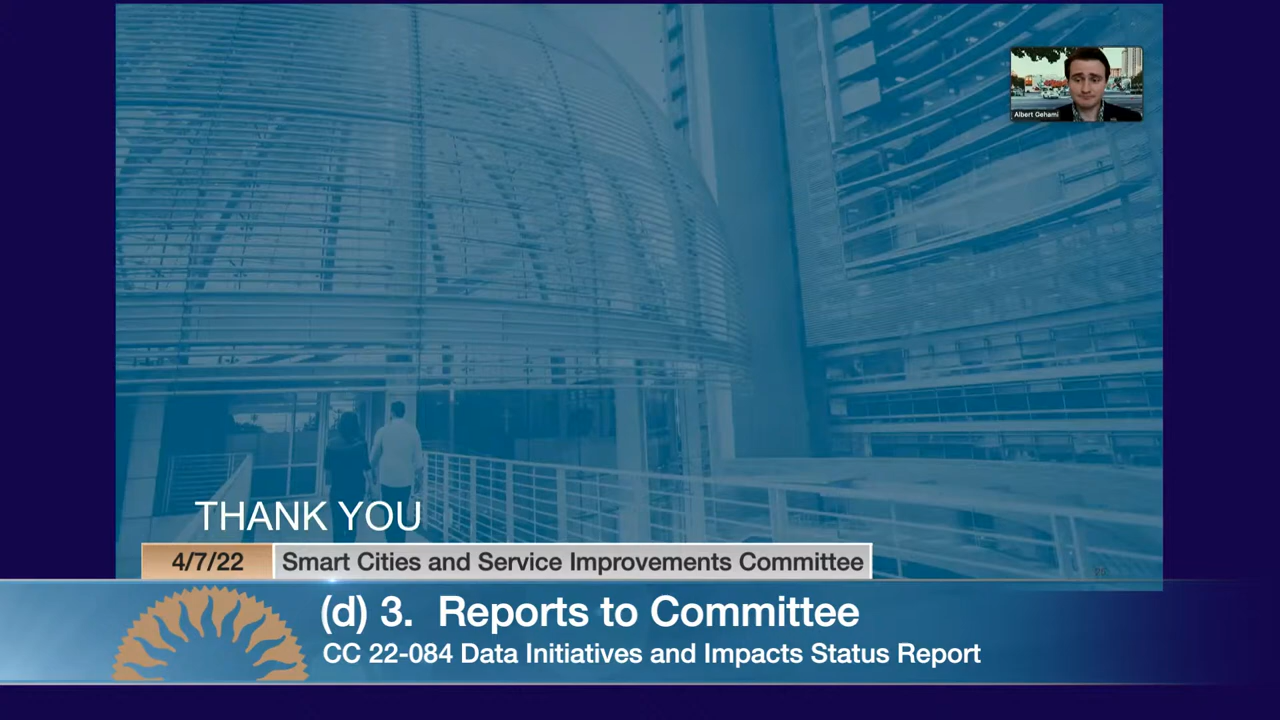 Albert Gehami
THANK YOU
4/7/22 Smart Cities and Service Improvements Committee
(d) 3. Reports to Committee
CC 22-084 Data Initiatives and Impacts Status Report